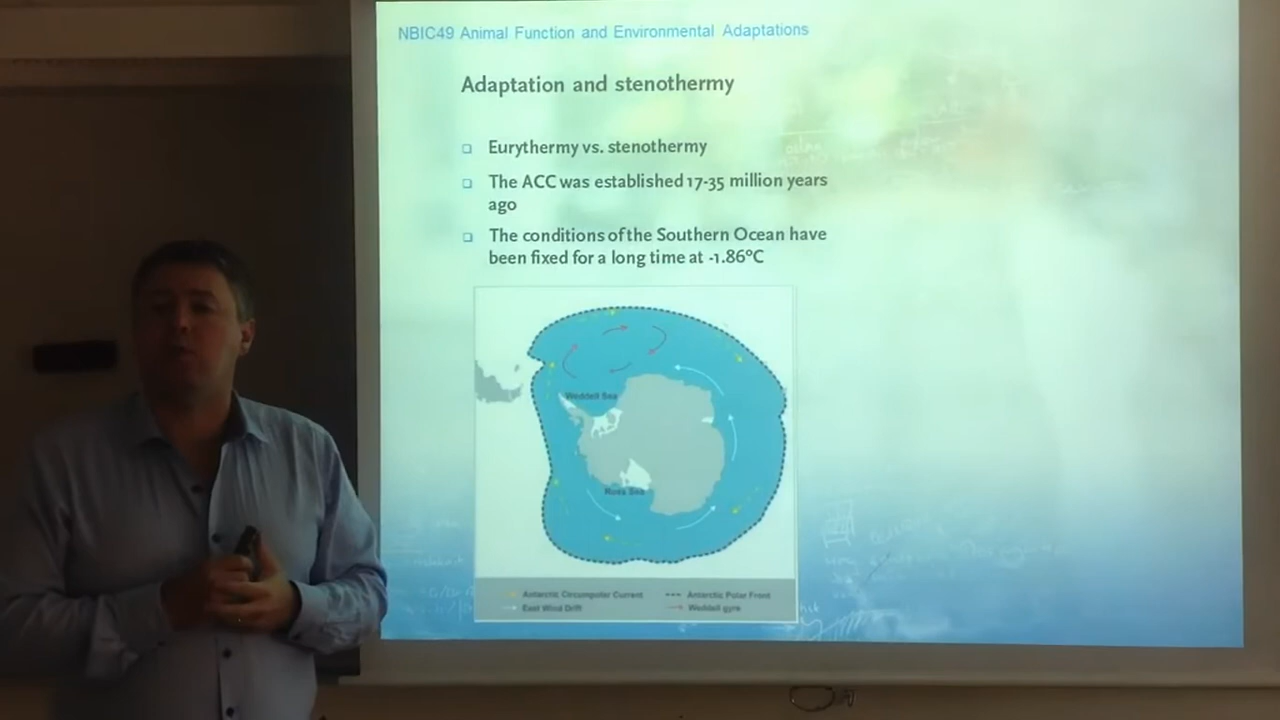 NBIC49 Animal Function and Environmental Adaptations
Adaptation and stenothermy
Eurythermy vs. stenothermy
The ACC was established 17-35 million years
ago
The conditions of the Southern Ocean have
been fixed for a long time at -1.86°C
Weddell Sea
Ross Sea
Antarctic Circumpolar Current
Antarctic Polar Front
East Wind Drift
Weddell gyre